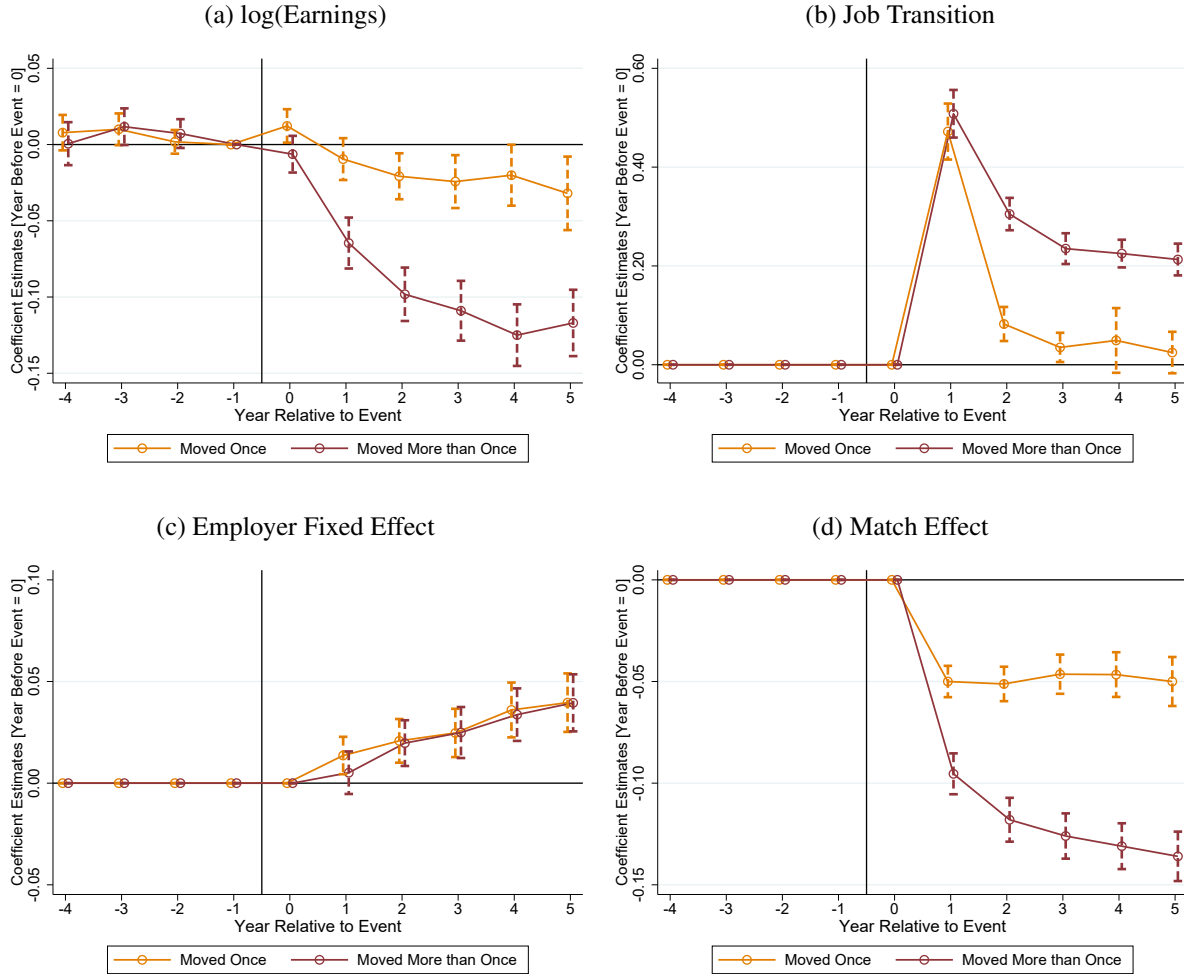 (a) log(Earnings)
Coefficient Estimates [Year Before Event = 0]
0.05
0.00
-0.05
-0.10
-0.15
-4 -3 -2 -1 0 1 2 3 4 5
Year Relative to Event
Moved Once Moved More than Once
(b) Job Transition
Coefficient Estimates [Year Before Event = 0]
0.60
0.40
0.20
0.00
-4 -3 -2 -1 0 1 2 3 4 5
Year Relative to Event
Moved Once Moved More than Once
(c) Employer Fixed Effect
Coefficient Estimates [Year Before Event = 0]
0.10
0.05
0.00
-0.05
-4 -3 -2 -1 0 1 2 3 4 5
Year Relative to Event
Moved Once Moved More than Once
(d) Match Effect
Coefficient Estimates [Year Before Event = 0]
0.00
-0.05
-0.10
-0.15
-4 -3 -2 -1 0 1 2 3 4 5
Year Relative to Event
Moved Once Moved More than Once